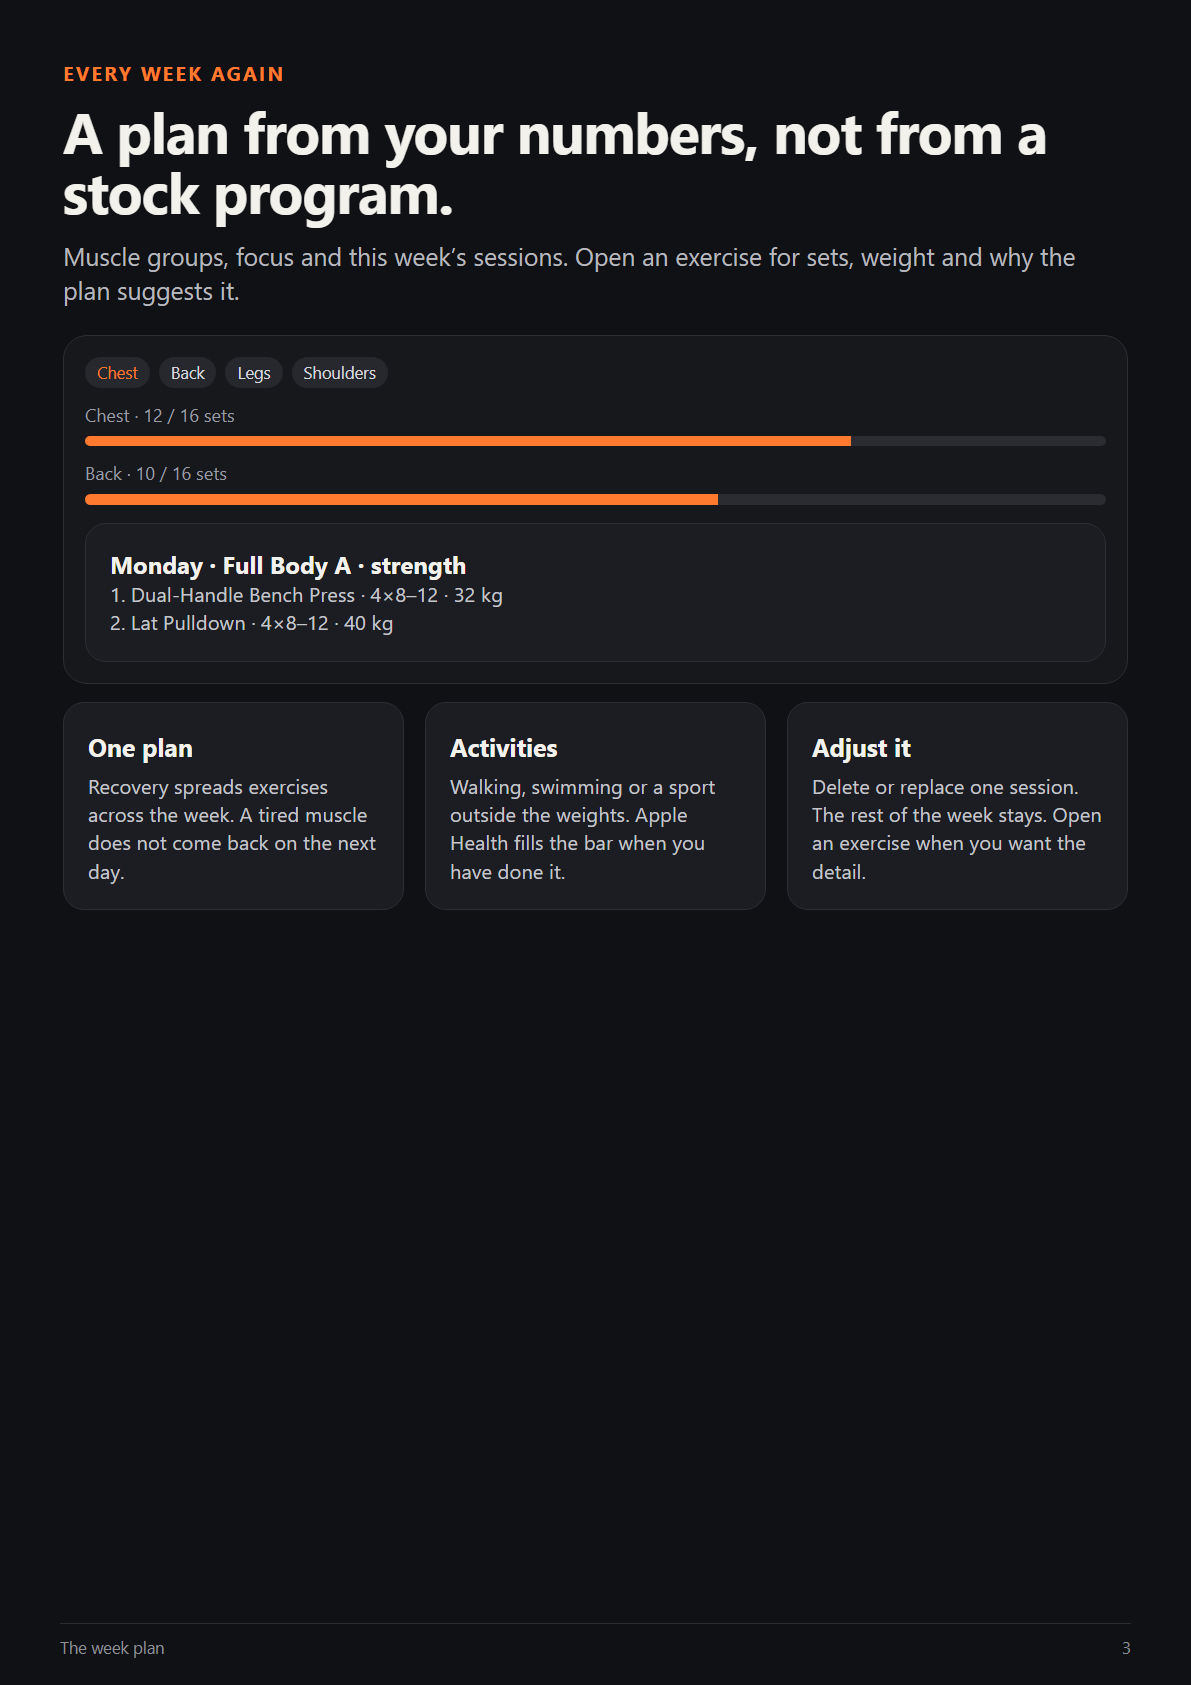 EVERY WEEK AGAIN
A plan from your numbers, not from a
stock program.
Muscle groups, focus and this week’s sessions. Open an exercise for sets, weight and why the
plan suggests it.
Chest Back Legs Shoulders
Chest · 12 / 16 sets
Back · 10 / 16 sets
Monday · Full Body A · strength
1. Dual-Handle Bench Press · 4×8–12 · 32 kg
2. Lat Pulldown · 4×8–12 · 40 kg
One plan
Recovery spreads exercises
across the week. A tired muscle
does not come back on the next
day.
Activities
Walking, swimming or a sport
outside the weights. Apple
Health fills the bar when you
have done it.
Adjust it
Delete or replace one session.
The rest of the week stays. Open
an exercise when you want the
detail.
The week plan 3